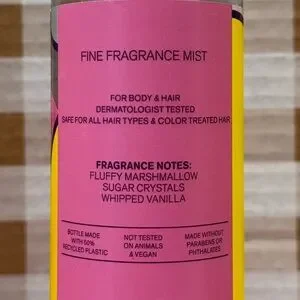 FINE FRAGRANCE MIST
FOR BODY & HAIR
DERMATOLOGIST TESTED
SAFE FOR ALL HAIR TYPES & COLOR TREATED HAIR
FRAGRANCE NOTES:
FLUFFY MARSHMALLOW
SUGAR CRYSTALS
WHIPPED VANILLA
BOTTLE MADE
WITH 50%
RECYCLED PLASTIC
NOT TESTED
ON ANIMALS
& VEGAN
MADE WITHOUT
PARABENS OR
PHTHALATES